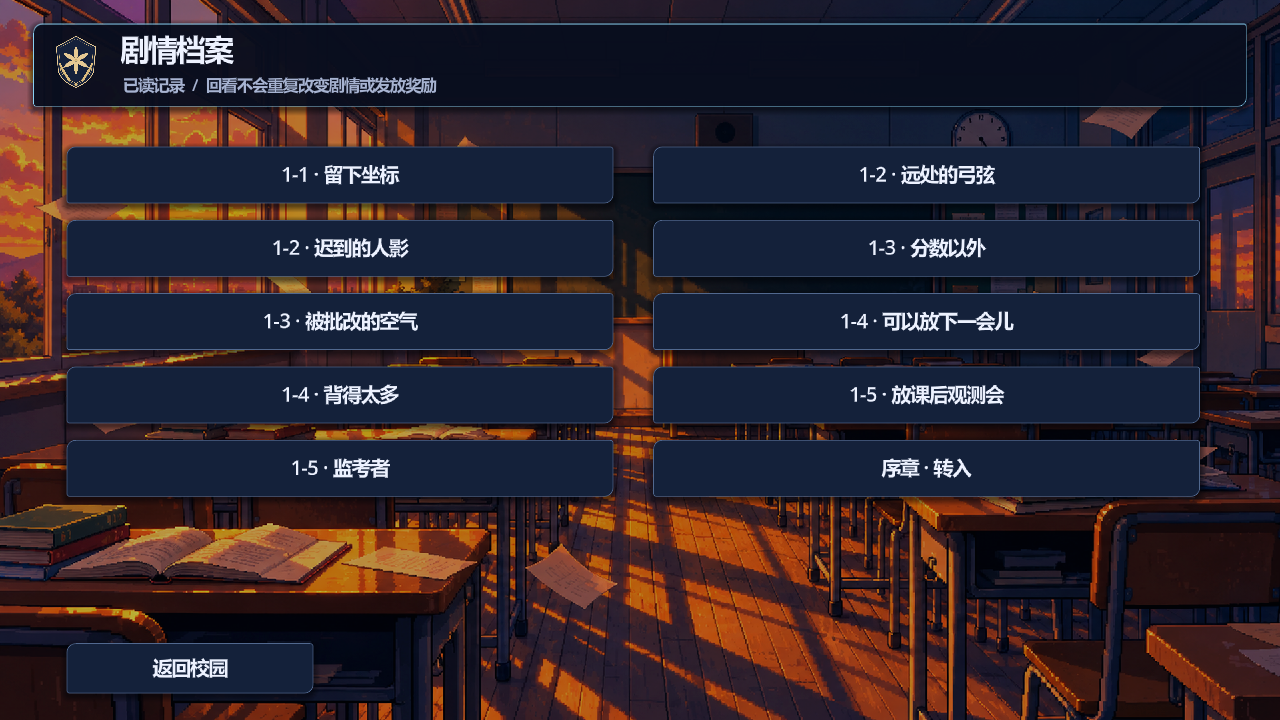 剧情档案
已读记录 / 回看不会重复改变剧情或发放奖励
1-1 · 留下坐标
1-2 · 远处的弓弦
1-2 · 迟到的人影
1-3 · 分数以外
1-3 · 被批改的空气
1-4 · 可以放下一会儿
1-4 · 背得太多
1-5 · 放课后观测会
1-5 · 监考者
序章 · 转入
返回校园